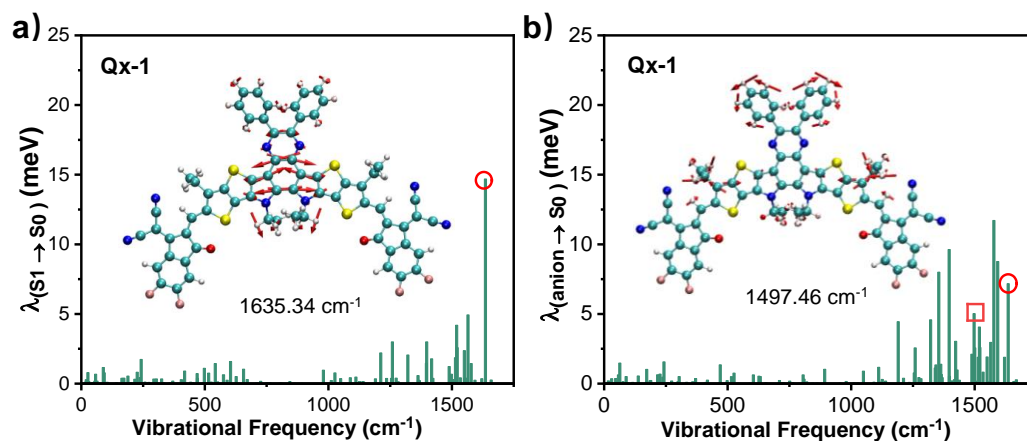 a)
Qx-1
25
20
15
10
5
0
λ(S1 → S0) (meV)
1635.34 cm⁻¹
0 500 1000 1500
Vibrational Frequency (cm⁻¹)
b)
Qx-1
25
20
15
10
5
0
λ(anion → S0) (meV)
1497.46 cm⁻¹
0 500 1000 1500
Vibrational Frequency (cm⁻¹)